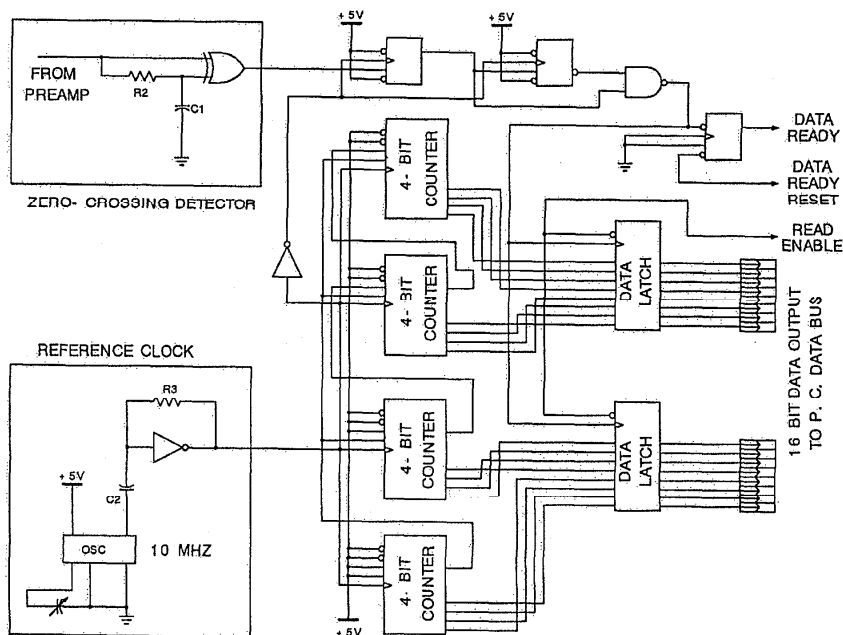 + 5V
+ 5V
FROM
PREAMP
R2
C1
ZERO- CROSSING DETECTOR
DATA
READY
DATA
READY
RESET
READ
ENABLE
4- BIT
COUNTER
4- BIT
COUNTER
DATA
LATCH
REFERENCE CLOCK
R3
+ 5V
C2
OSC
10 MHZ
4- BIT
COUNTER
4- BIT
COUNTER
DATA
LATCH
16 BIT DATA OUTPUT
TO P. C. DATA BUS
+ 5V